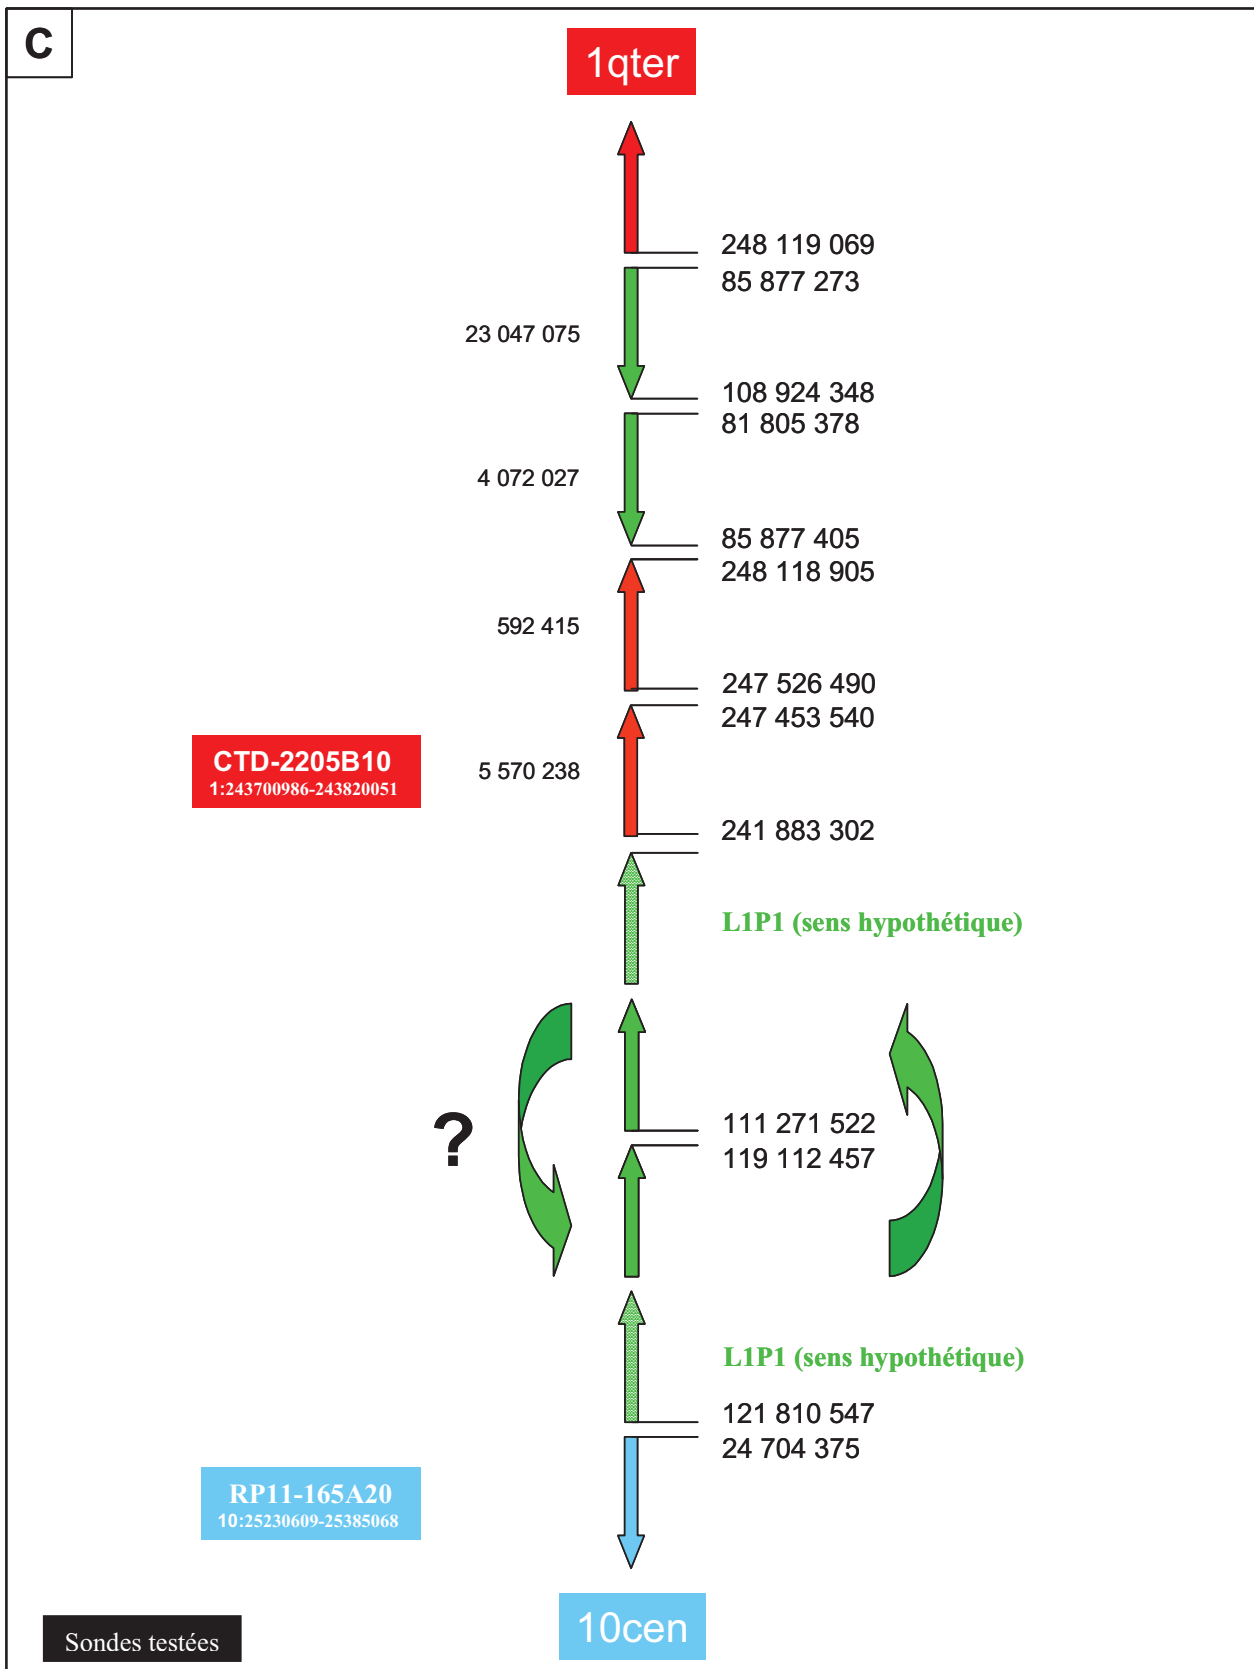 C
1qter
248 119 069
85 877 273
23 047 075
108 924 348
81 805 378
4 072 027
85 877 405
248 118 905
592 415
247 526 490
247 453 540
CTD-2205B10
1:243700986-243820051
5 570 238
241 883 302
L1P1 (sens hypothétique)
?
111 271 522
119 112 457
L1P1 (sens hypothétique)
121 810 547
24 704 375
RP11-165A20
10:25230609-25385068
10cen
Sondes testées